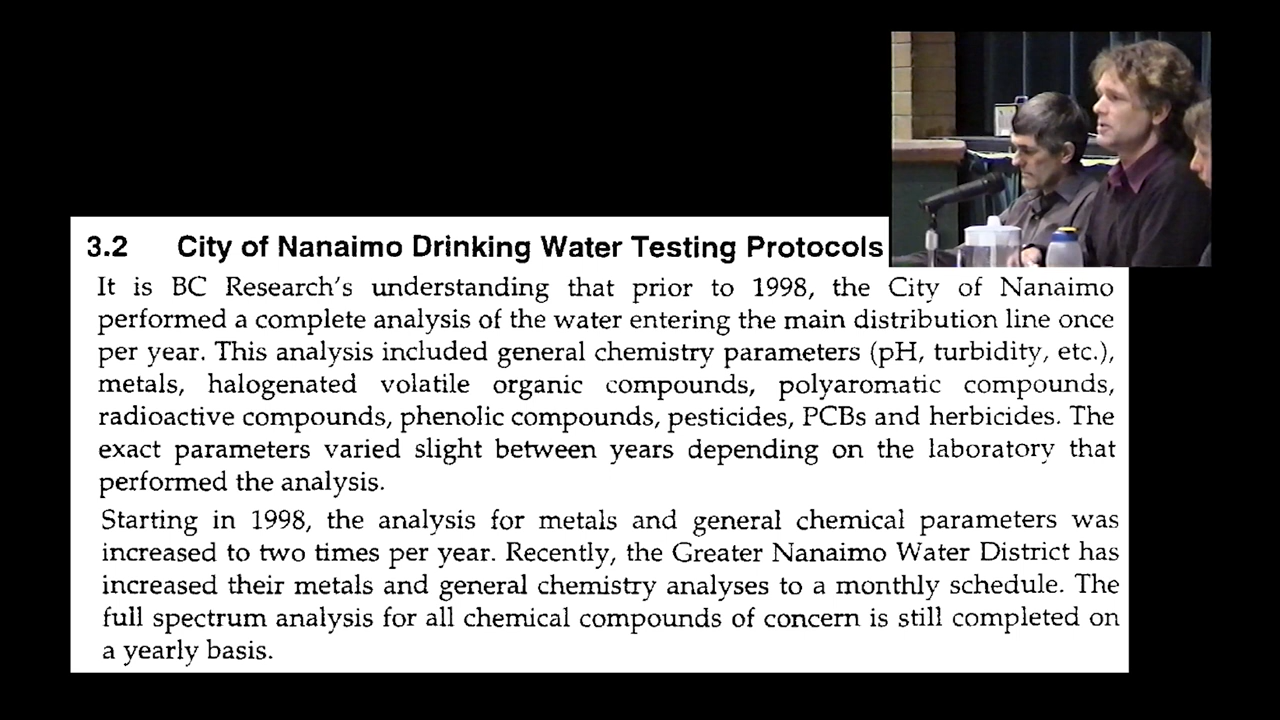 3.2 City of Nanaimo Drinking Water Testing Protocols
It is BC Research's understanding that prior to 1998, the City of Nanaimo
performed a complete analysis of the water entering the main distribution line once
per year. This analysis included general chemistry parameters (pH, turbidity, etc.),
metals, halogenated volatile organic compounds, polyaromatic compounds,
radioactive compounds, phenolic compounds, pesticides, PCBs and herbicides. The
exact parameters varied slight between years depending on the laboratory that
performed the analysis.
Starting in 1998, the analysis for metals and general chemical parameters was
increased to two times per year. Recently, the Greater Nanaimo Water District has
increased their metals and general chemistry analyses to a monthly schedule. The
full spectrum analysis for all chemical compounds of concern is still completed on
a yearly basis.